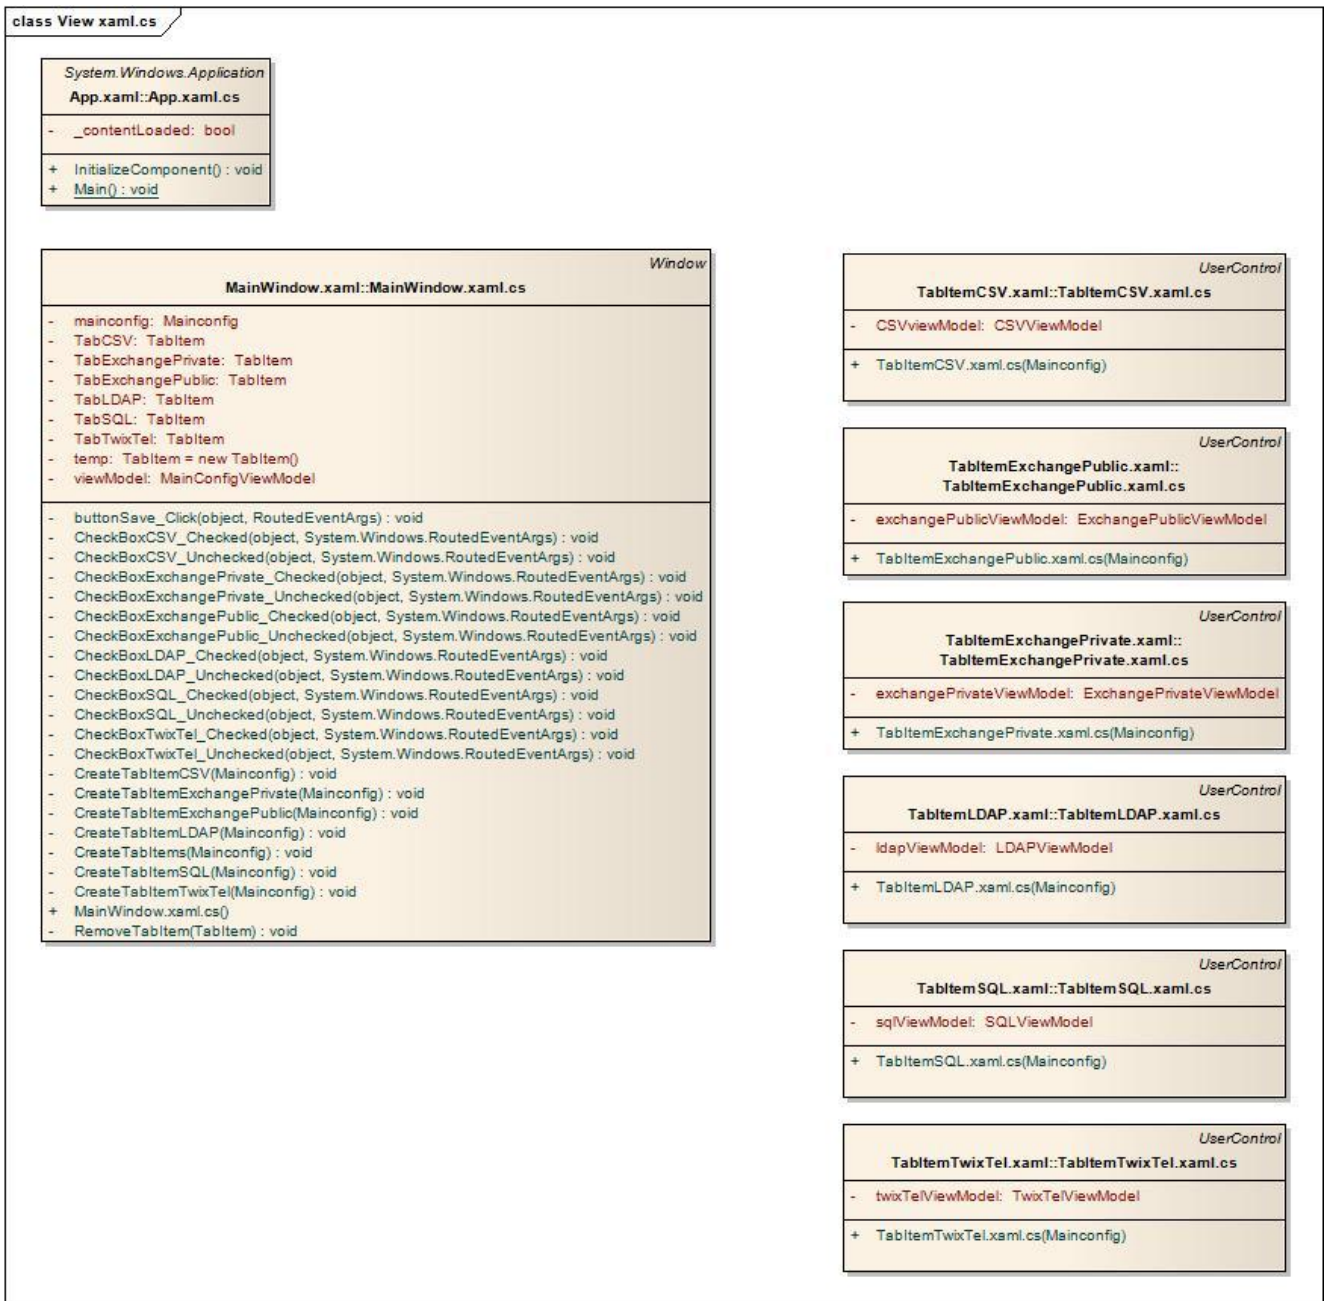 class View xaml.cs
System.Windows.Application
App.xaml::App.xaml.cs
- _contentLoaded: bool
+ InitializeComponent() : void
+ Main() : void
Window
MainWindow.xaml::MainWindow.xaml.cs
- mainconfig: Mainconfig
- TabCSV: TabItem
- TabExchangePrivate: TabItem
- TabExchangePublic: TabItem
- TabLDAP: TabItem
- TabSQL: TabItem
- TabTwixTel: TabItem
- temp: TabItem = new TabItem()
- viewModel: MainConfigViewModel
- buttonSave_Click(object, RoutedEventArgs) : void
- CheckBoxCSV_Checked(object, System.Windows.RoutedEventArgs) : void
- CheckBoxCSV_Unchecked(object, System.Windows.RoutedEventArgs) : void
- CheckBoxExchangePrivate_Checked(object, System.Windows.RoutedEventArgs) : void
- CheckBoxExchangePrivate_Unchecked(object, System.Windows.RoutedEventArgs) : void
- CheckBoxExchangePublic_Checked(object, System.Windows.RoutedEventArgs) : void
- CheckBoxExchangePublic_Unchecked(object, System.Windows.RoutedEventArgs) : void
- CheckBoxLDAP_Checked(object, System.Windows.RoutedEventArgs) : void
- CheckBoxLDAP_Unchecked(object, System.Windows.RoutedEventArgs) : void
- CheckBoxSQL_Checked(object, System.Windows.RoutedEventArgs) : void
- CheckBoxSQL_Unchecked(object, System.Windows.RoutedEventArgs) : void
- CheckBoxTwixTel_Checked(object, System.Windows.RoutedEventArgs) : void
- CheckBoxTwixTel_Unchecked(object, System.Windows.RoutedEventArgs) : void
- CreateTabItemCSV(Mainconfig) : void
- CreateTabItemExchangePrivate(Mainconfig) : void
- CreateTabItemExchangePublic(Mainconfig) : void
- CreateTabItemLDAP(Mainconfig) : void
- CreateTabItems(Mainconfig) : void
- CreateTabItemSQL(Mainconfig) : void
- CreateTabItemTwixTel(Mainconfig) : void
+ MainWindow.xaml.cs()
- RemoveTabItem(TabItem) : void
UserControl
TabItemCSV.xaml::TabItemCSV.xaml.cs
- CSVviewModel: CSVViewModel
+ TabItemCSV.xaml.cs(Mainconfig)
UserControl
TabItemExchangePublic.xaml::
TabItemExchangePublic.xaml.cs
- exchangePublicViewModel: ExchangePublicViewModel
+ TabItemExchangePublic.xaml.cs(Mainconfig)
UserControl
TabItemExchangePrivate.xaml::
TabItemExchangePrivate.xaml.cs
- exchangePrivateViewModel: ExchangePrivateViewModel
+ TabItemExchangePrivate.xaml.cs(Mainconfig)
UserControl
TabItemLDAP.xaml::TabItemLDAP.xaml.cs
- ldapViewModel: LDAPViewModel
+ TabItemLDAP.xaml.cs(Mainconfig)
UserControl
TabItemSQL.xaml::TabItemSQL.xaml.cs
- sqlViewModel: SQLViewModel
+ TabItemSQL.xaml.cs(Mainconfig)
UserControl
TabItemTwixTel.xaml::TabItemTwixTel.xaml.cs
- twixTelViewModel: TwixTelViewModel
+ TabItemTwixTel.xaml.cs(Mainconfig)